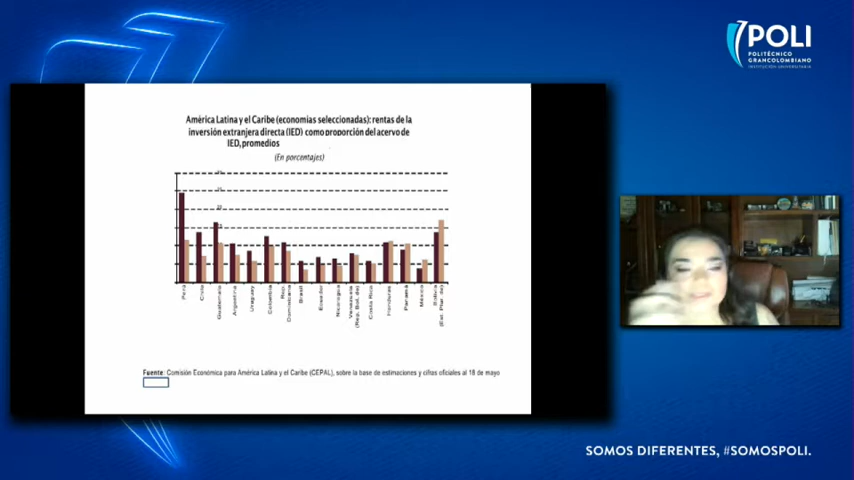 POLI
POLITÉCNICO
GRANCOLOMBIANO
INSTITUCIÓN UNIVERSITARIA
América Latina y el Caribe (economías seleccionadas): rentas de la
inversión extranjera directa (IED) como proporción del acervo de
IED, promedios
(En porcentajes)
Perú
Chile
Guatemala
Argentina
Uruguay
Colombia
Rep.
Dominicana
Brasil
Ecuador
Nicaragua
Venezuela
(Rep. Bol. de)
Costa Rica
Honduras
Panamá
México
Bolivia
(Est. Plur. de)
Fuente: Comisión Económica para América Latina y el Caribe (CEPAL), sobre la base de estimaciones y cifras oficiales al 18 de mayo
SOMOS DIFERENTES, #SOMOSPOLI.